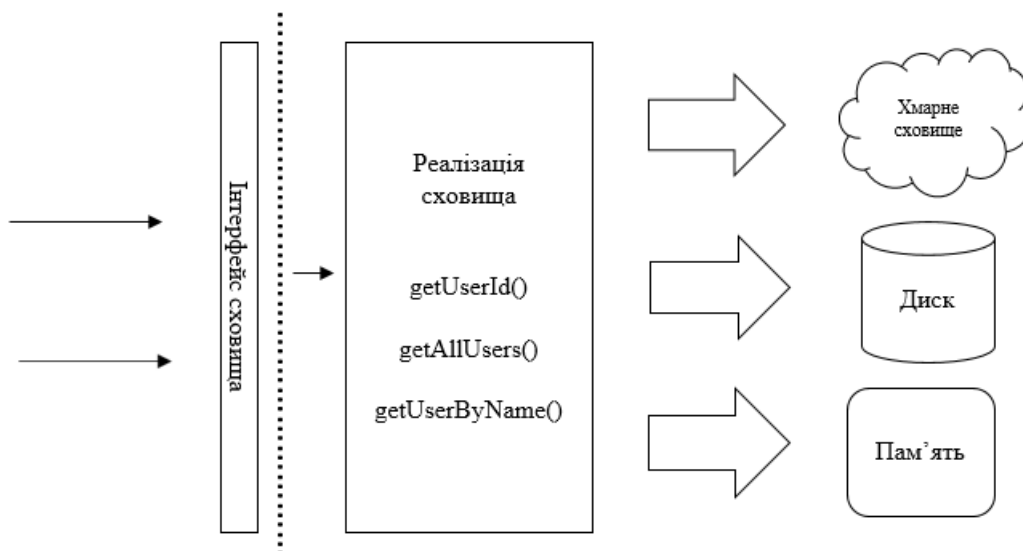 Інтерфейс сховища
Реалізація
сховища
getUserId()
getAllUsers()
getUserByName()
Хмарне
сховище
Диск
Пам’ять